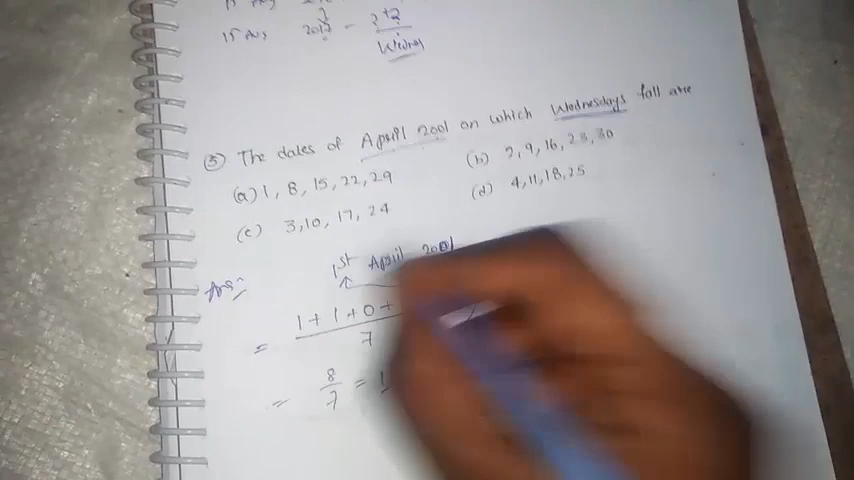 15 Aug 2017 =
Wednes
⑤ The dates of April 2001 on which Wednesdays fall are
(a) 1, 8, 15, 22, 29
(b) 2, 9, 16, 23, 30
(c) 3, 10, 17, 24
(d) 4, 11, 18, 25
Ans:
1st April 2001
= 1 + 1 + 0 +
7
= 8/7 = 1